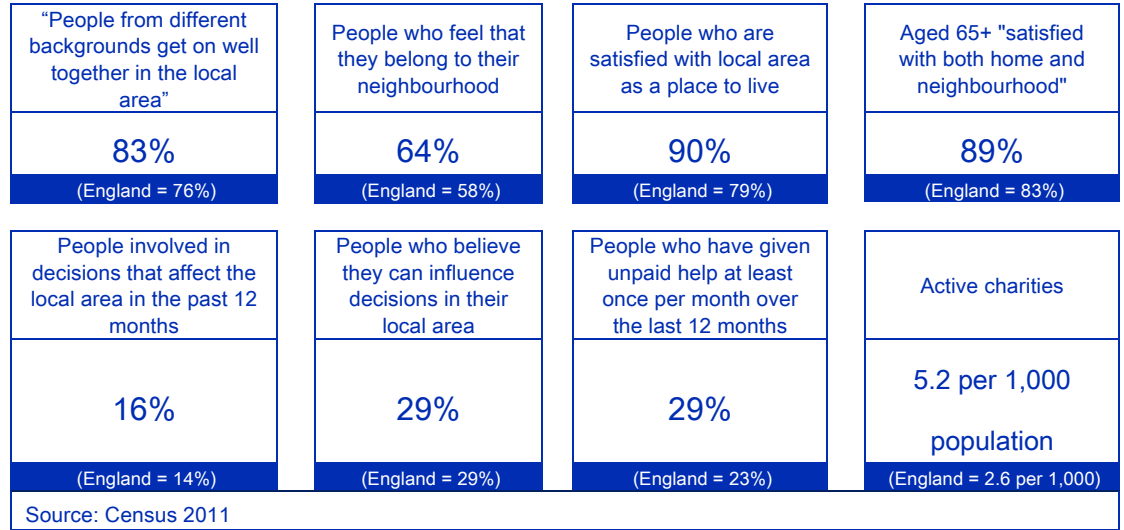 “People from different
backgrounds get on well
together in the local
area”
83%
(England = 76%)
People who feel that
they belong to their
neighbourhood
64%
(England = 58%)
People who are
satisfied with local area
as a place to live
90%
(England = 79%)
Aged 65+ "satisfied
with both home and
neighbourhood"
89%
(England = 83%)
People involved in
decisions that affect the
local area in the past 12
months
16%
(England = 14%)
People who believe
they can influence
decisions in their
local area
29%
(England = 29%)
People who have given
unpaid help at least
once per month over
the last 12 months
29%
(England = 23%)
Active charities
5.2 per 1,000
population
(England = 2.6 per 1,000)
Source: Census 2011